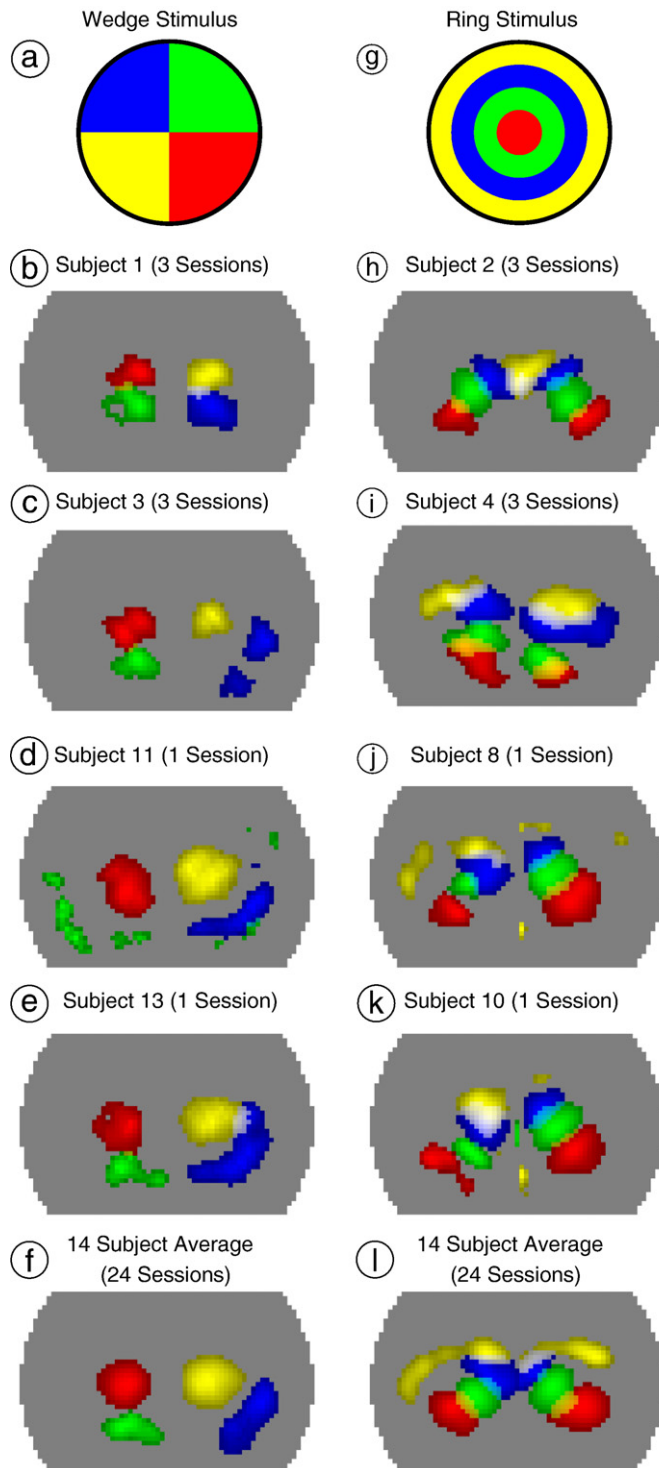 Wedge Stimulus
Ring Stimulus
a
g
b Subject 1 (3 Sessions)
h Subject 2 (3 Sessions)
c Subject 3 (3 Sessions)
i Subject 4 (3 Sessions)
d Subject 11 (1 Session)
j Subject 8 (1 Session)
e Subject 13 (1 Session)
k Subject 10 (1 Session)
f 14 Subject Average
(24 Sessions)
l 14 Subject Average
(24 Sessions)